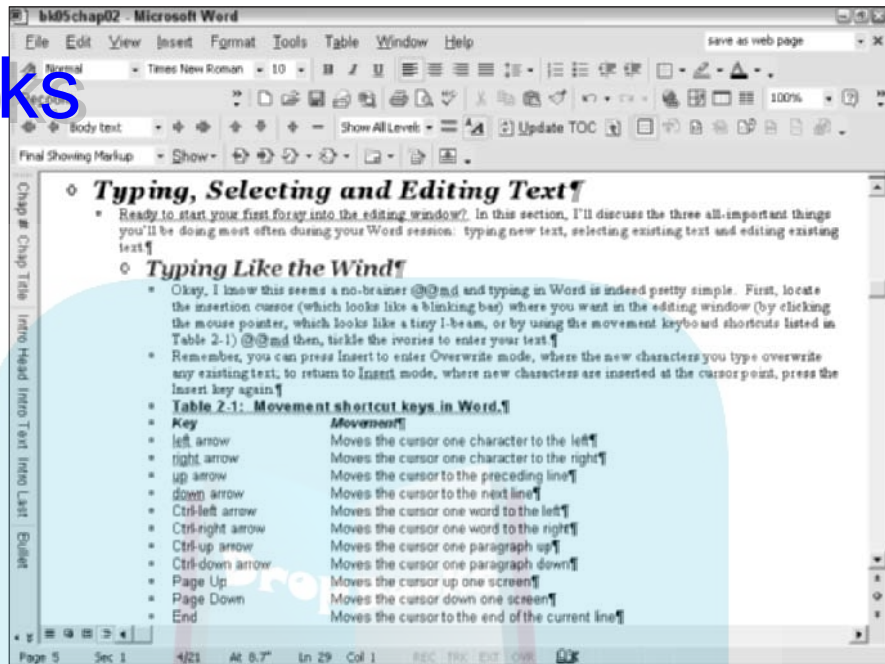 bk05chap02 - Microsoft Word
File Edit View Insert Format Tools Table Window Help save as web page
Normal Times New Roman 10 B I U
ks
100%
Body text Show All Levels Update TOC
Final Showing Markup Show
Chap # Chap Title Intro Head Intro Text Intro Last Bullet
Typing, Selecting and Editing Text¶
Ready to start your first foray into the editing window? In this section, I'll discuss the three all-important things
you'll be doing most often during your Word session: typing new text, selecting existing text and editing existing
text.¶
Typing Like the Wind¶
Okay, I know this seems a no-brainer @@md and typing in Word is indeed pretty simple. First, locate
the insertion cursor (which looks like a blinking bar) where you want in the editing window (by clicking
the mouse pointer, which looks like a tiny I-beam, or by using the movement keyboard shortcuts listed in
Table 2-1) @@md then, tickle the ivories to enter your text.¶
Remember, you can press Insert to enter Overwrite mode, where the new characters you type overwrite
any existing text; to return to Insert mode, where new characters are inserted at the cursor point, press the
Insert key again.¶
Table 2-1: Movement shortcut keys in Word.¶
Key Movement¶
left arrow Moves the cursor one character to the left¶
right arrow Moves the cursor one character to the right¶
up arrow Moves the cursor to the preceding line¶
down arrow Moves the cursor to the next line¶
Ctrl-left arrow Moves the cursor one word to the left¶
Ctrl-right arrow Moves the cursor one word to the right¶
Ctrl-up arrow Moves the cursor one paragraph up¶
Ctrl-down arrow Moves the cursor one paragraph down¶
Page Up Moves the cursor up one screen¶
Page Down Moves the cursor down one screen¶
End Moves the cursor to the end of the current line¶
Page 5 Sec 1 4/21 At 8.7" Ln 29 Col 1 REC TRK EXT OVR